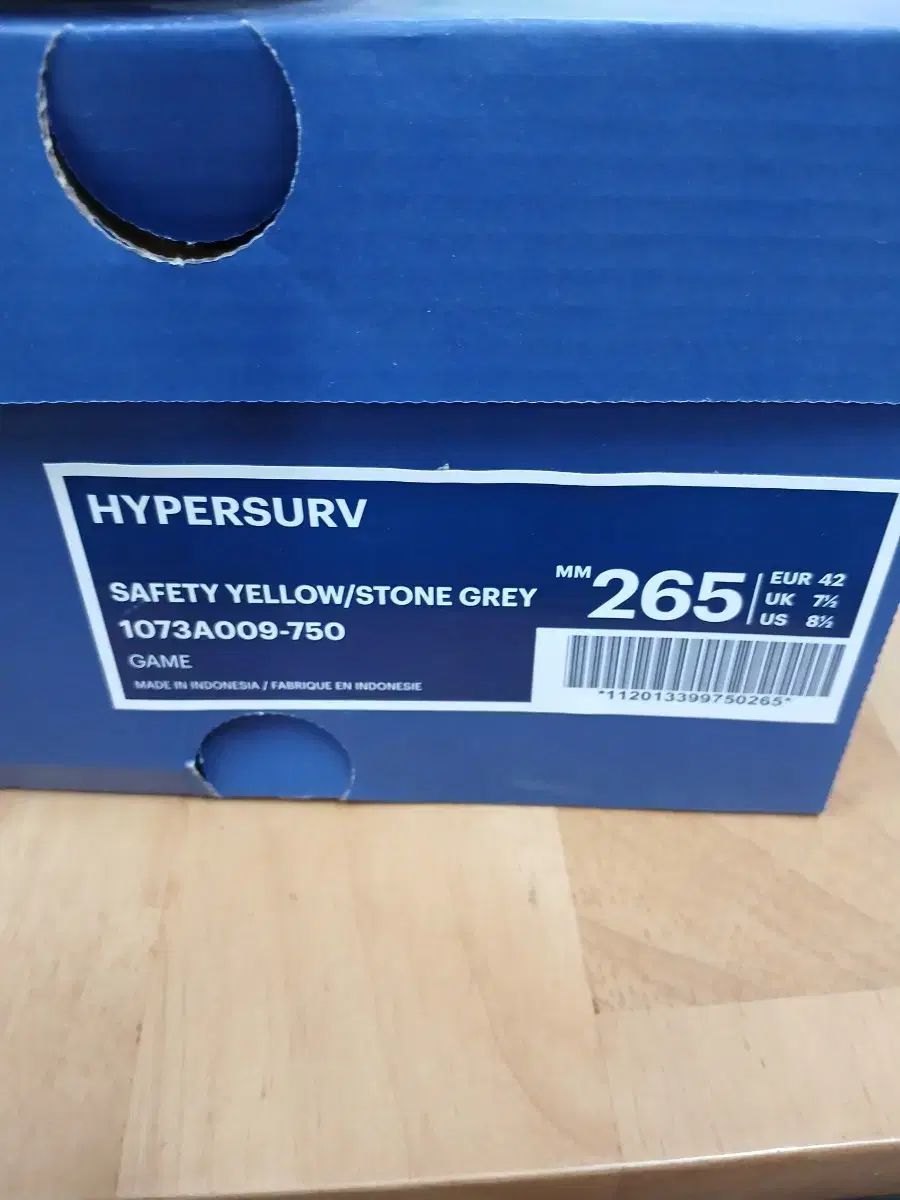 HYPERSURV
SAFETY YELLOW/STONE GREY
1073A009-750
GAME
MADE IN INDONESIA / FABRIQUE EN INDONESIE
MM 265
EUR 42
UK 7½
US 8½
*112013399750265*